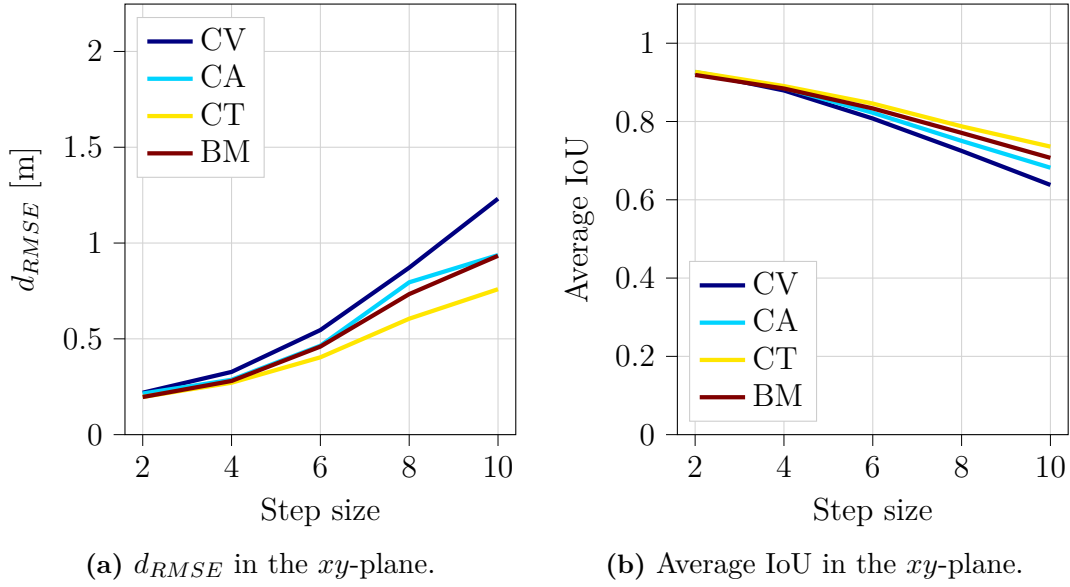 2
1.5
1
0.5
0
d_RMSE [m]
CV
CA
CT
BM
2 4 6 8 10
Step size
(a) d_RMSE in the xy-plane.
1
0.8
0.6
0.4
0.2
0
Average IoU
CV
CA
CT
BM
2 4 6 8 10
Step size
(b) Average IoU in the xy-plane.